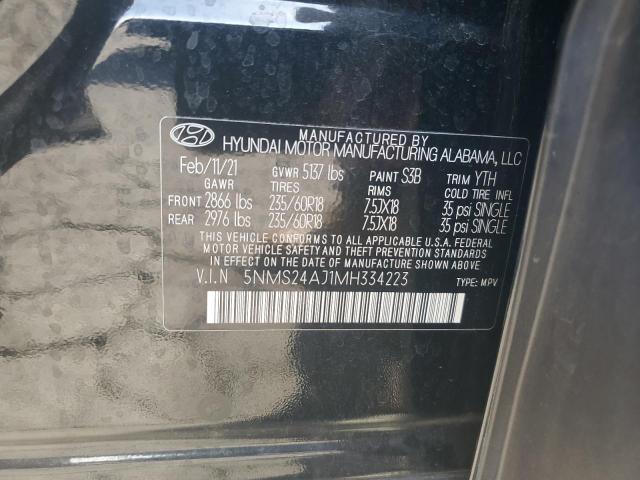 MANUFACTURED BY
HYUNDAI MOTOR MANUFACTURING ALABAMA, LLC
Feb/11/21 GVWR 5137 lbs PAINT S3B TRIM YTH
GAWR TIRES RIMS COLD TIRE INFL
FRONT 2866 lbs 235/60R18 7.5JX18 35 psi SINGLE
REAR 2976 lbs 235/60R18 7.5JX18 35 psi SINGLE
THIS VEHICLE CONFORMS TO ALL APPLICABLE U.S.A. FEDERAL
MOTOR VEHICLE SAFETY AND THEFT PREVENTION STANDARDS
IN EFFECT ON THE DATE OF MANUFACTURE SHOWN ABOVE.
V.I.N 5NMS24AJ1MH334223
TYPE: MPV